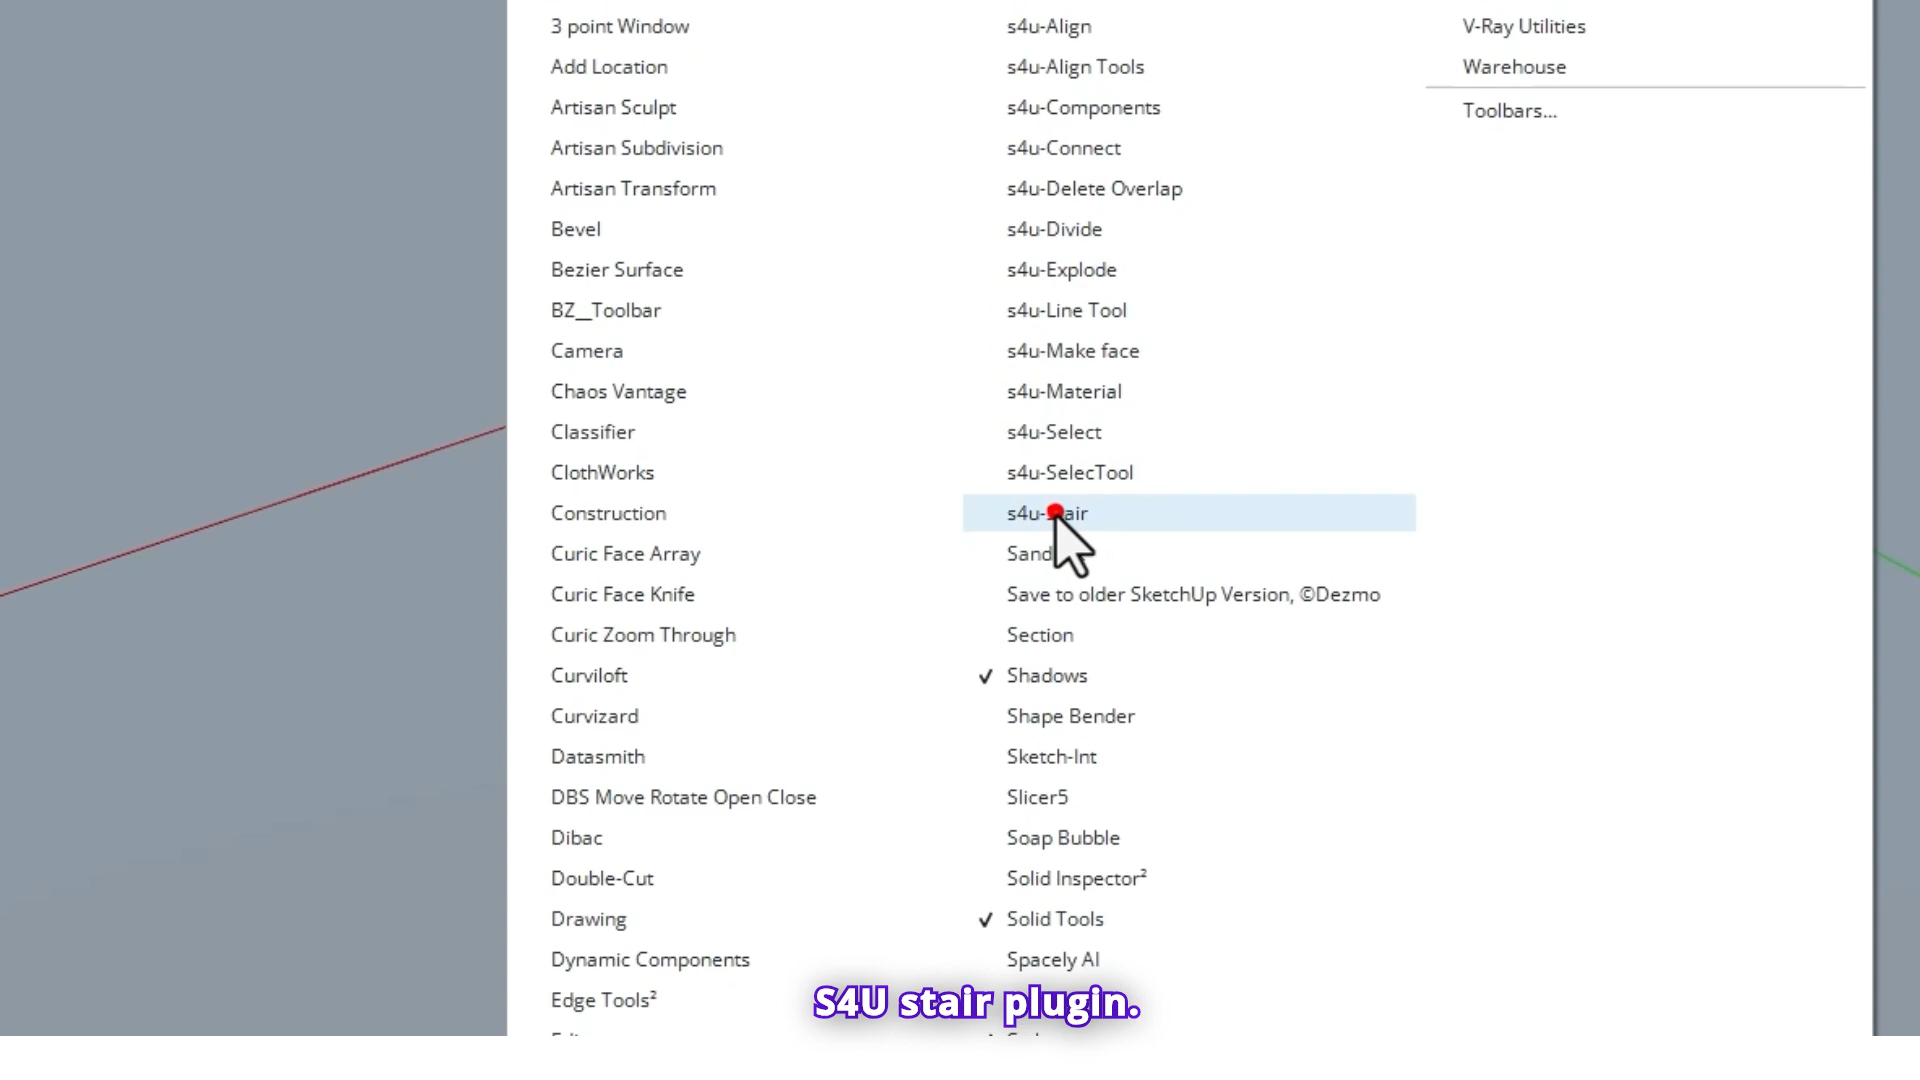 3 point Window
Add Location
Artisan Sculpt
Artisan Subdivision
Artisan Transform
Bevel
Bezier Surface
BZ__Toolbar
Camera
Chaos Vantage
Classifier
ClothWorks
Construction
Curic Face Array
Curic Face Knife
Curic Zoom Through
Curviloft
Curvizard
Datasmith
DBS Move Rotate Open Close
Dibac
Double-Cut
Drawing
Dynamic Components
Edge Tools²
s4u-Align
s4u-Align Tools
s4u-Components
s4u-Connect
s4u-Delete Overlap
s4u-Divide
s4u-Explode
s4u-Line Tool
s4u-Make face
s4u-Material
s4u-Select
s4u-SelecTool
s4u-Stair
Sand
Save to older SketchUp Version, ©Dezmo
Section
✓ Shadows
Shape Bender
Sketch-Int
Slicer5
Soap Bubble
Solid Inspector²
✓ Solid Tools
Spacely AI
V-Ray Utilities
Warehouse
Toolbars...
S4U stair plugin.